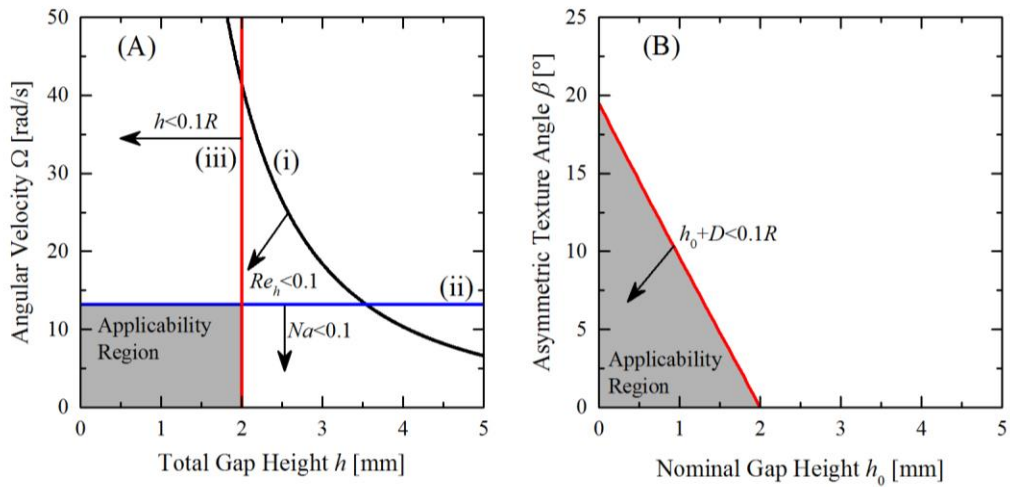 (A)
50
40
30
20
10
0
Angular Velocity Ω [rad/s]
h<0.1R
(iii)
(i)
Re_h<0.1
(ii)
Na<0.1
Applicability
Region
0 1 2 3 4 5
Total Gap Height h [mm]
(B)
25
20
15
10
5
0
Asymmetric Texture Angle β [°]
h₀+D<0.1R
Applicability
Region
0 1 2 3 4 5
Nominal Gap Height h₀ [mm]